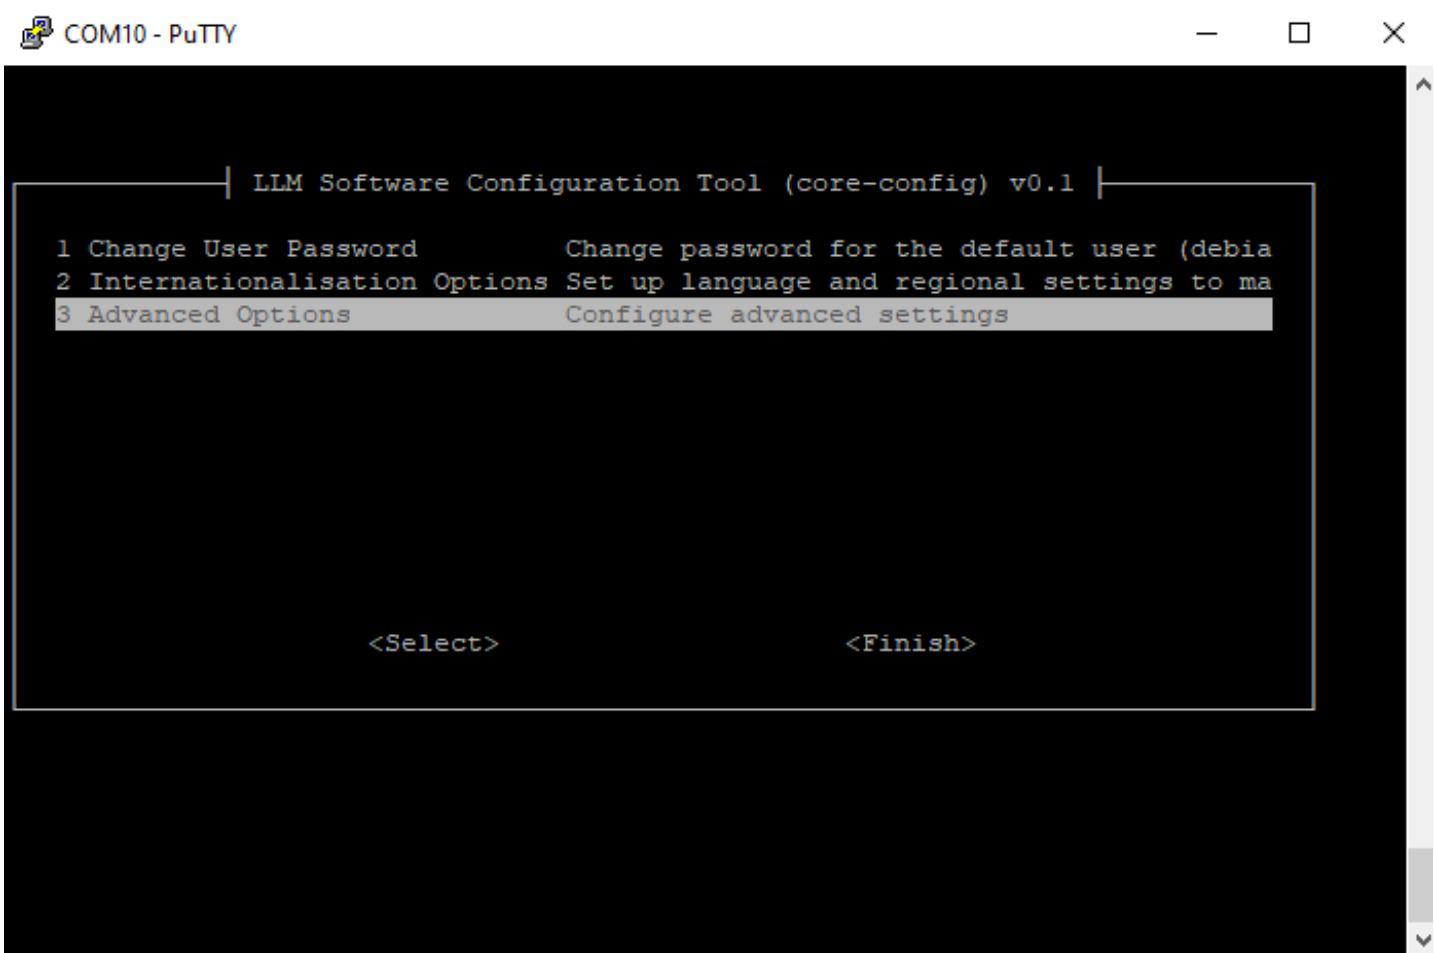 COM10 - PuTTY
LLM Software Configuration Tool (core-config) v0.1
1 Change User Password Change password for the default user (debia
2 Internationalisation Options Set up language and regional settings to ma
3 Advanced Options Configure advanced settings
<Select> <Finish>